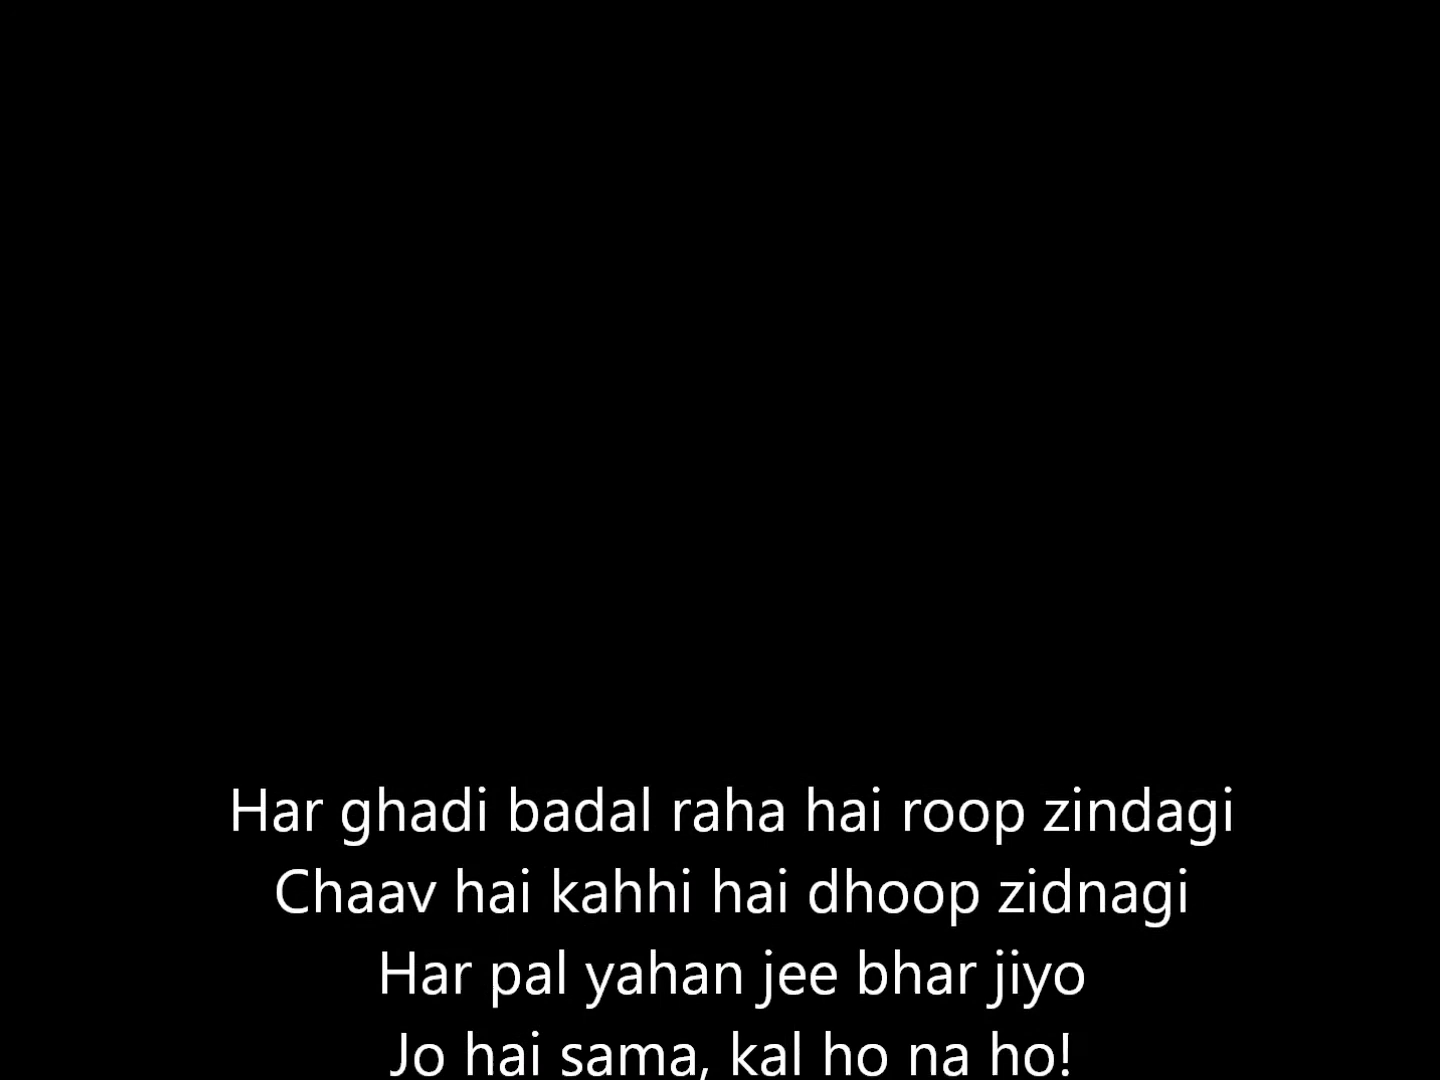 Har ghadi badal raha hai roop zindagi
Chaav hai kahhi hai dhoop zidnagi
Har pal yahan jee bhar jiyo
Jo hai sama, kal ho na ho!